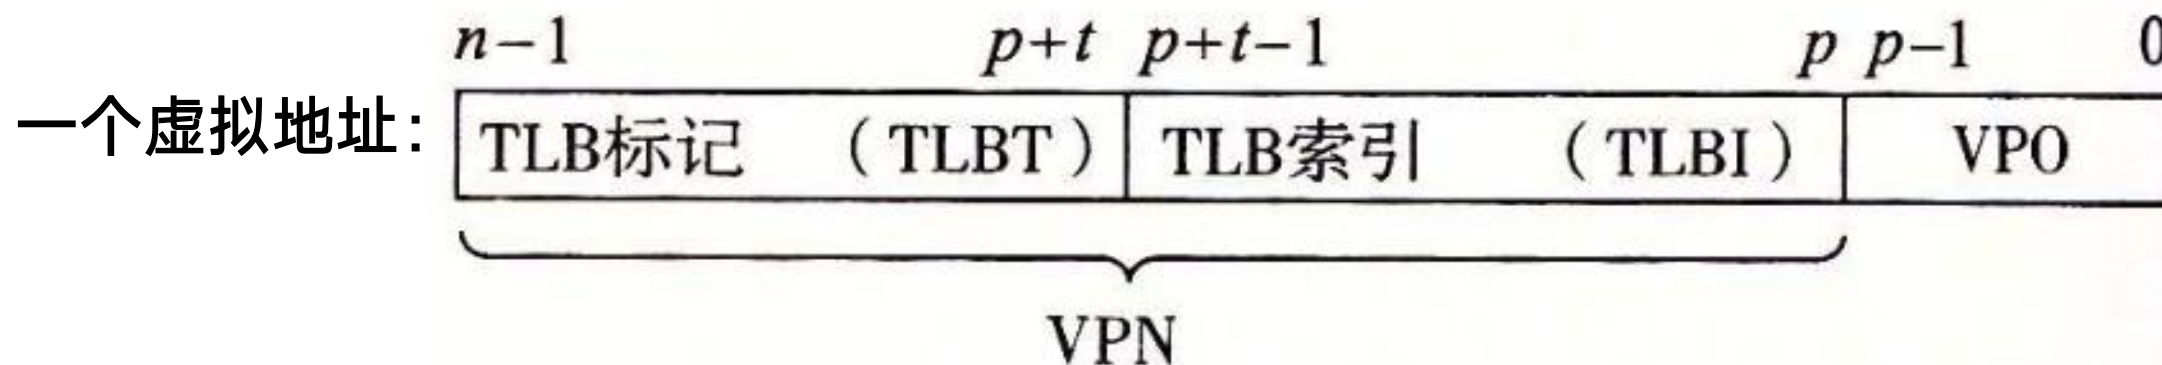 n−1 p+t p+t−1 p p−1 0
一个虚拟地址: TLB标记 (TLBT) TLB索引 (TLBI) VPO
VPN